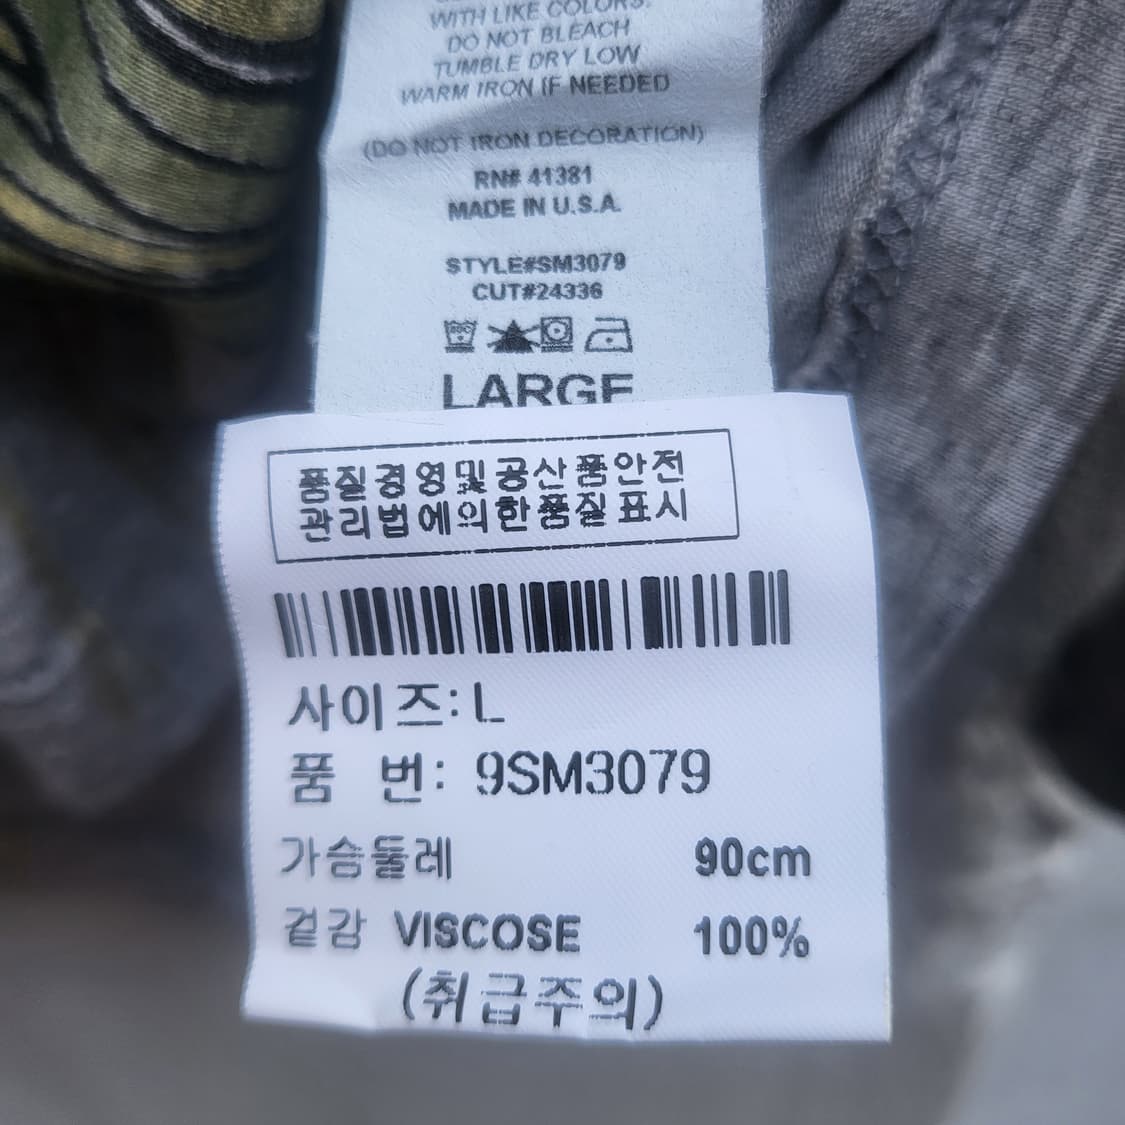 WITH LIKE COLORS.
DO NOT BLEACH
TUMBLE DRY LOW
WARM IRON IF NEEDED
(DO NOT IRON DECORATION)
RN# 41381
MADE IN U.S.A.
STYLE#SM3079
CUT#24336
LARGE
품질경영및공산품안전
관리법에의한품질표시
사이즈: L
품 번: 9SM3079
가슴둘레 90cm
겉감 VISCOSE 100%
(취급주의)